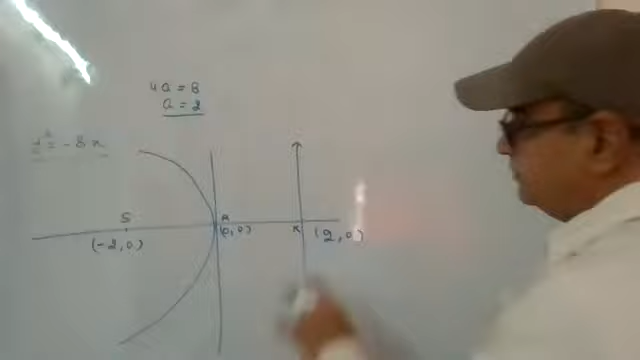 4a = 8
a = 2
y² = -8x
S
A
(-2,0)
(0,0)
K
(2,0)